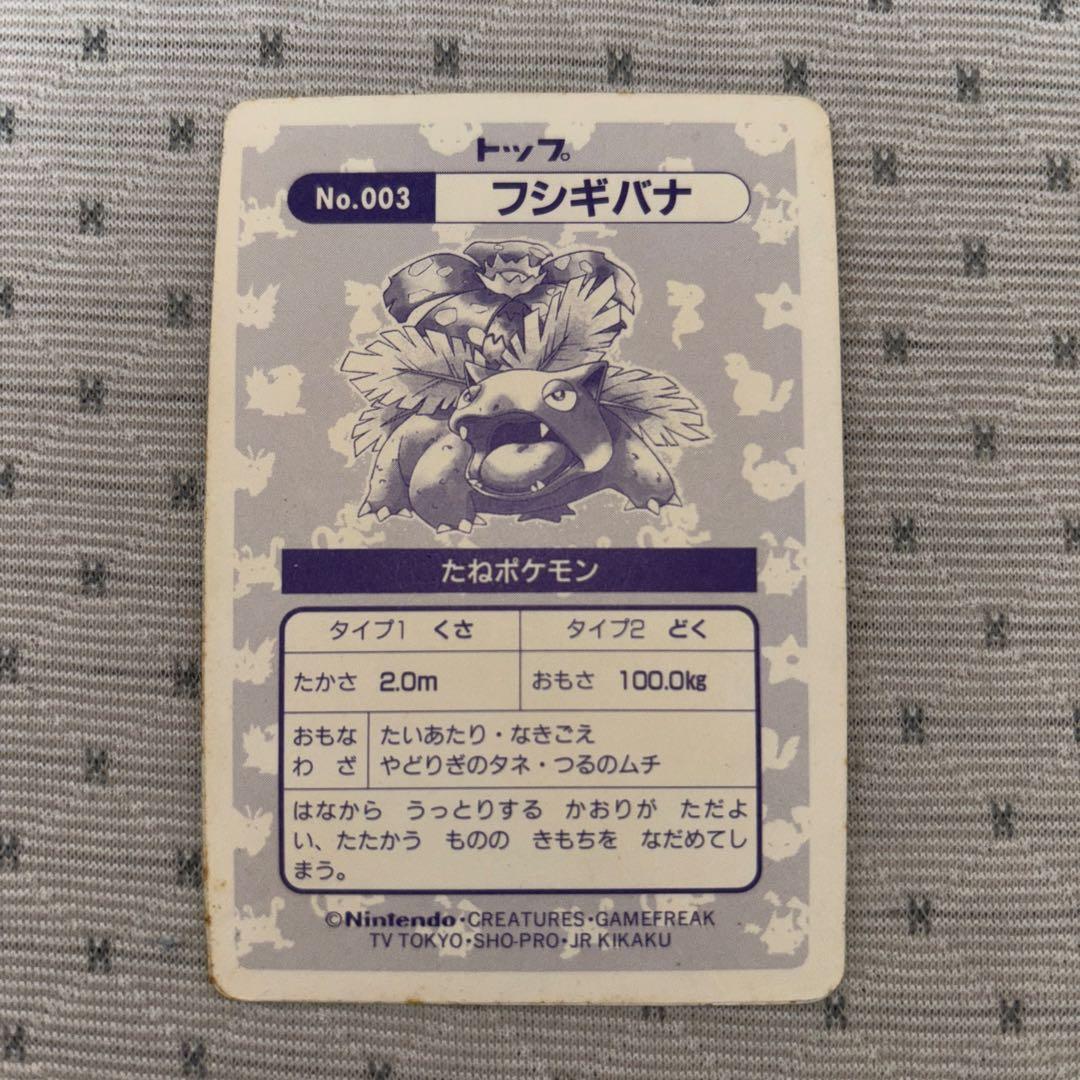 トップ。
No.003 フシギバナ
たねポケモン
タイプ1 くさ タイプ2 どく
たかさ 2.0m おもさ 100.0kg
おもな
わ ざ
たいあたり・なきごえ
やどりぎのタネ・つるのムチ
はなから うっとりする かおりが ただよ
い、たたかう ものの きもちを なだめてし
まう。
©Nintendo・CREATURES・GAMEFREAK
TV TOKYO・SHO-PRO・JR KIKAKU